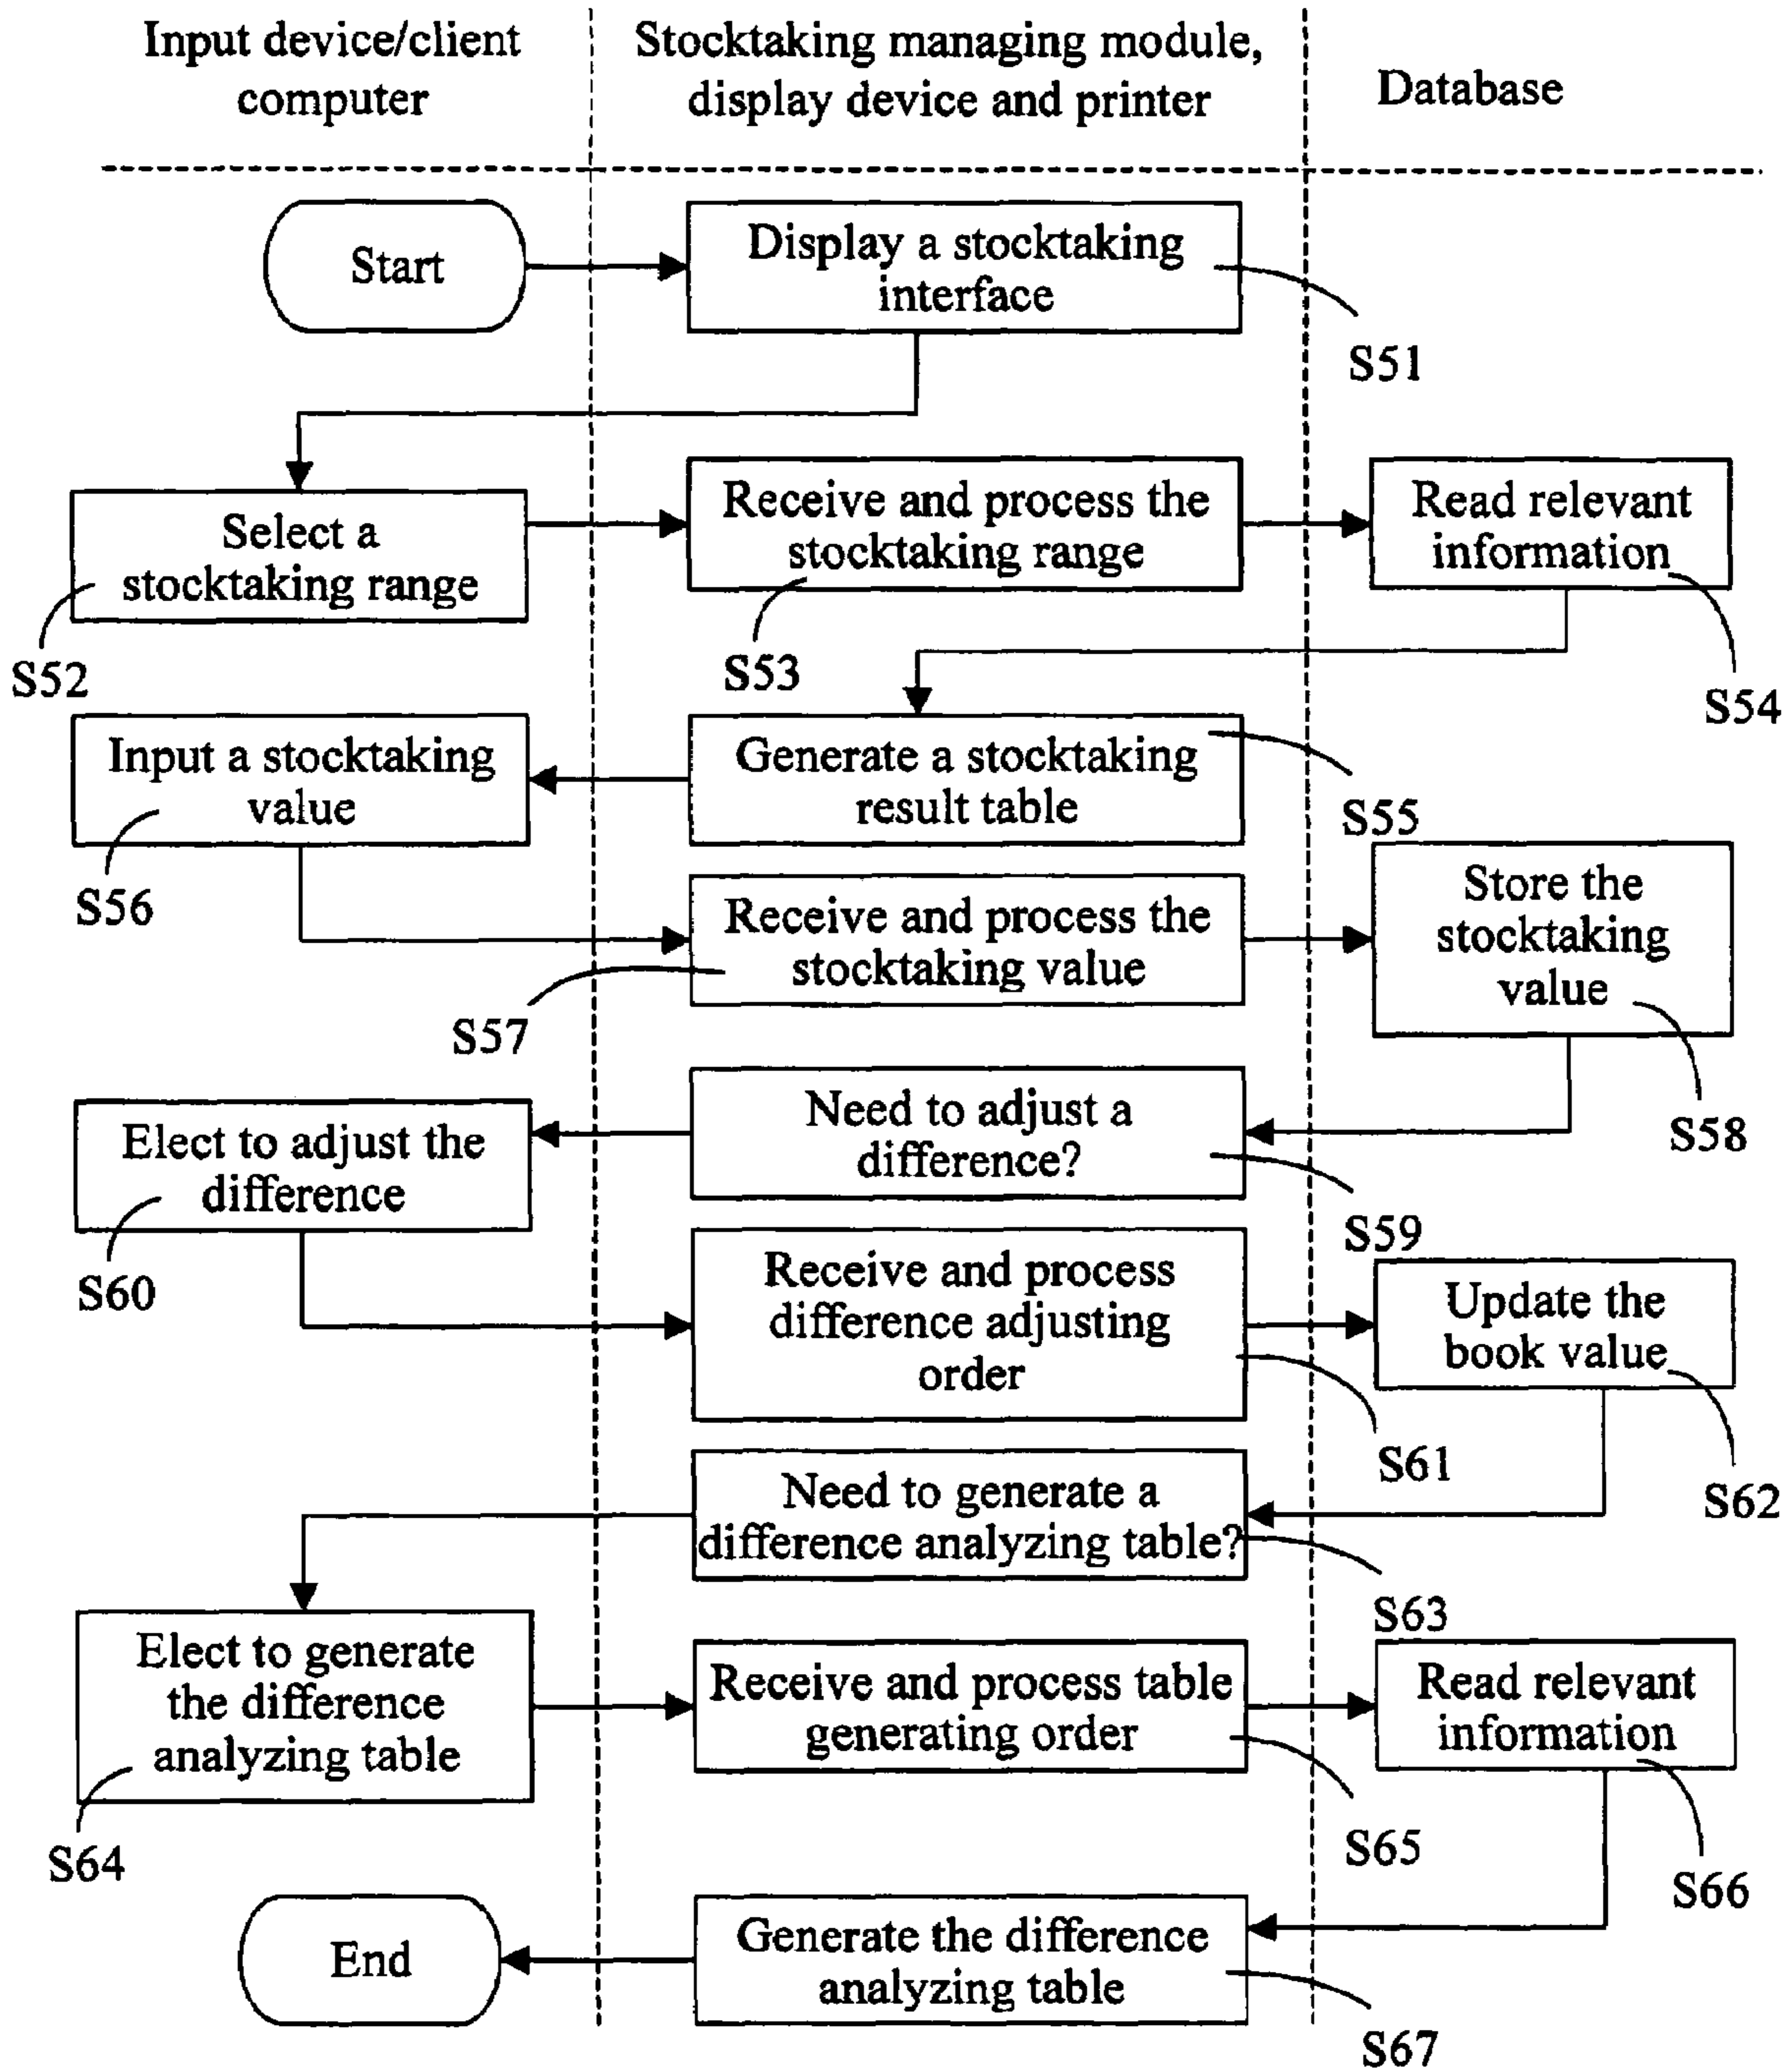 Input device/client
computer
Stocktaking managing module,
display device and printer
Database
Start
Display a stocktaking
interface
S51
Select a
stocktaking range
S52
Receive and process the
stocktaking range
S53
Read relevant
information
S54
Generate a stocktaking
result table
S55
Input a stocktaking
value
S56
Receive and process the
stocktaking value
S57
Store the
stocktaking
value
S58
Need to adjust a
difference?
S59
Elect to adjust the
difference
S60
Receive and process
difference adjusting
order
S61
Update the
book value
S62
Need to generate a
difference analyzing table?
S63
Elect to generate
the difference
analyzing table
S64
Receive and process table
generating order
S65
Read relevant
information
S66
Generate the difference
analyzing table
S67
End